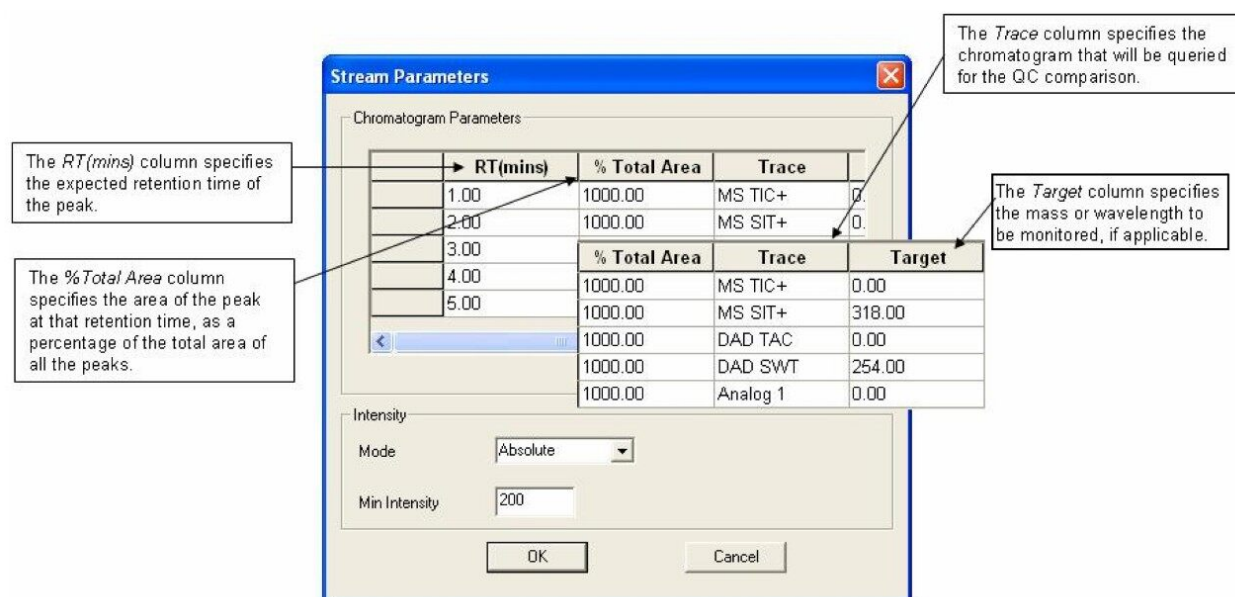 The Trace column specifies the
chromatogram that will be queried
for the QC comparison.
Stream Parameters
Chromatogram Parameters
The RT(mins) column specifies
the expected retention time of
the peak.
RT(mins) % Total Area Trace
1.00 1000.00 MS TIC+ 0.
2.00 1000.00 MS SIT+ 0.
3.00
4.00
5.00
The Target column specifies
the mass or wavelength to
be monitored, if applicable.
% Total Area Trace Target
1000.00 MS TIC+ 0.00
1000.00 MS SIT+ 318.00
1000.00 DAD TAC 0.00
1000.00 DAD SWT 254.00
1000.00 Analog 1 0.00
The %Total Area column
specifies the area of the peak
at that retention time, as a
percentage of the total area of
all the peaks.
Intensity
Mode Absolute
Min Intensity 200
OK Cancel